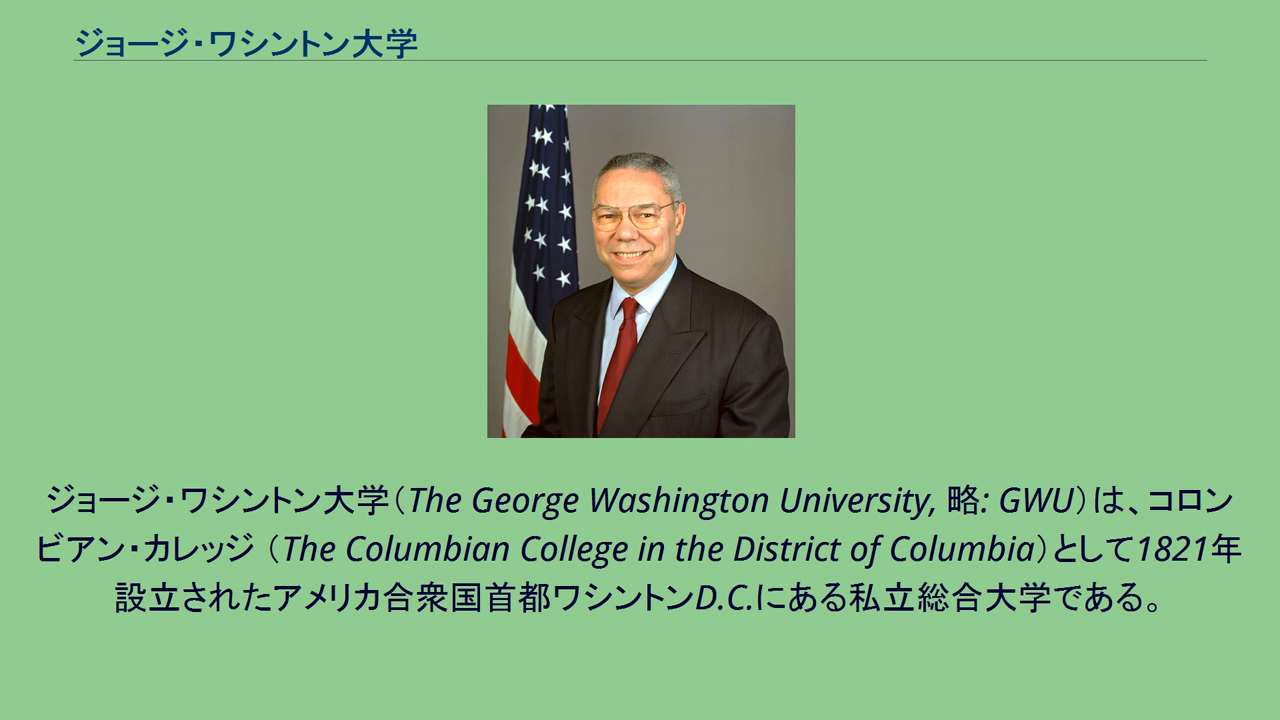 ジョージ・ワシントン大学
ジョージ・ワシントン大学（The George Washington University, 略: GWU）は、コロン
ビアン・カレッジ （The Columbian College in the District of Columbia）として1821年
設立されたアメリカ合衆国首都ワシントンD.C.にある私立総合大学である。